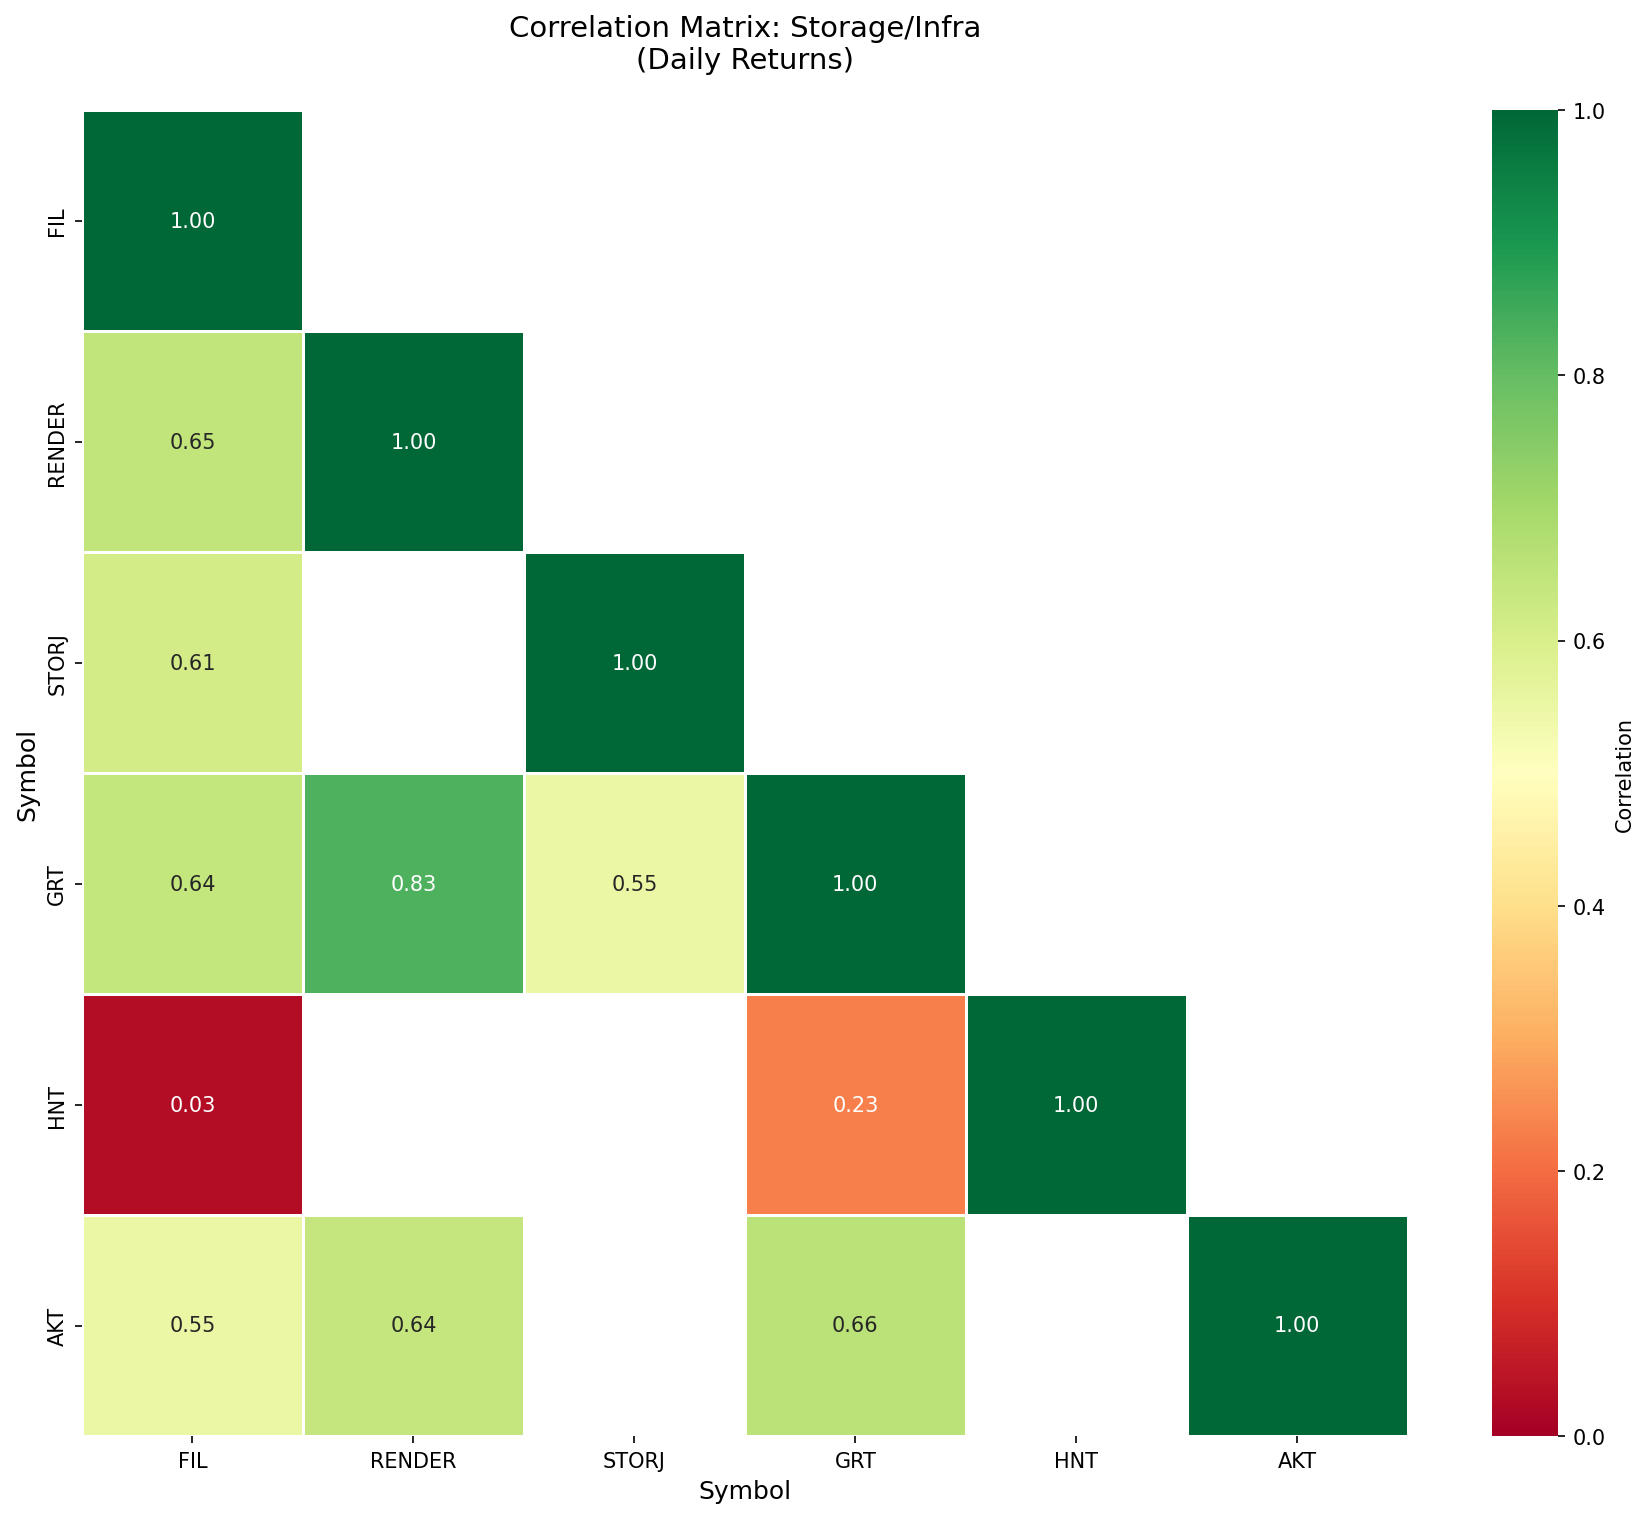 Correlation Matrix: Storage/Infra
(Daily Returns)
FIL
1.00
RENDER
0.65
1.00
STORJ
0.61
1.00
GRT
0.64
0.83
0.55
1.00
HNT
0.03
0.23
1.00
AKT
0.55
0.64
0.66
1.00
FIL
RENDER
STORJ
GRT
HNT
AKT
Symbol
Symbol
1.0
0.8
0.6
0.4
0.2
0.0
Correlation